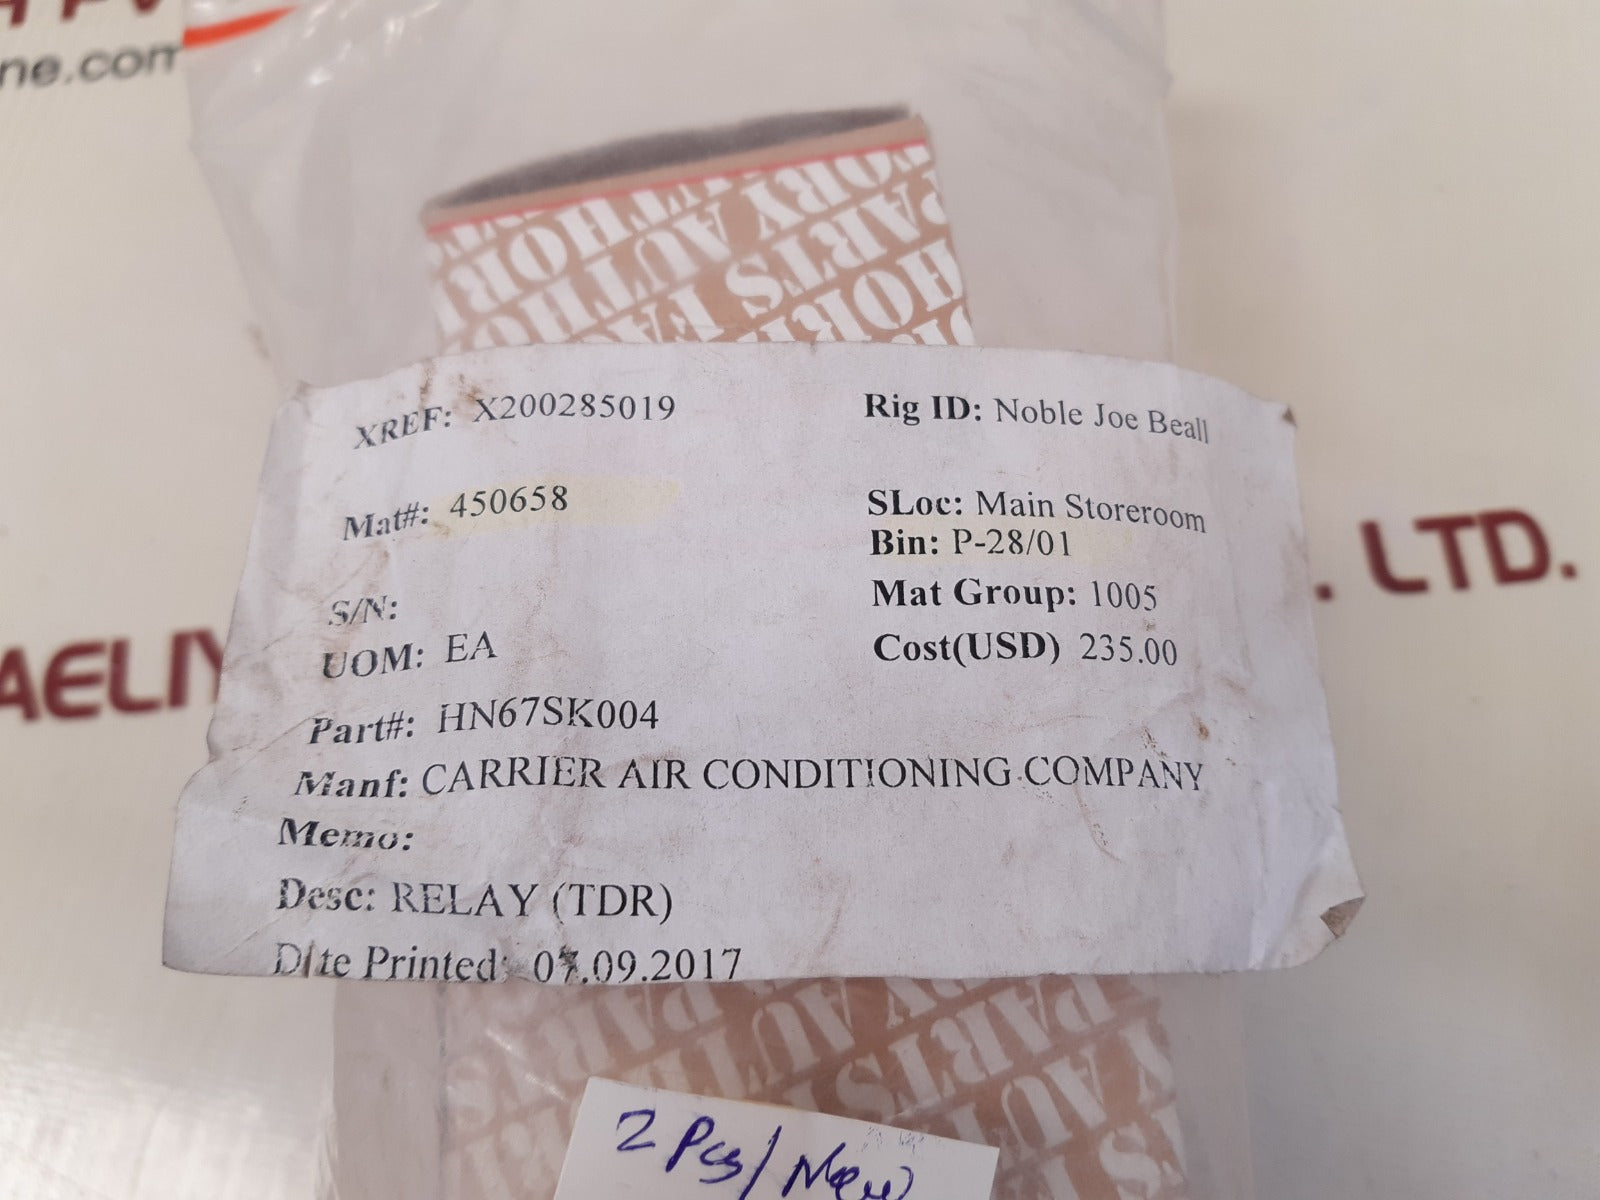 ne.com
XREF: X200285019
Rig ID: Noble Joe Beall
Mat#: 450658
SLoc: Main Storeroom
Bin: P-28/01
S/N:
Mat Group: 1005
UOM: EA
Cost(USD) 235.00
Part#: HN67SK004
Manf: CARRIER AIR CONDITIONING COMPANY
Memo:
Desc: RELAY (TDR)
Date Printed: 07.09.2017
AELIY
. LTD.
2 Pcs/New